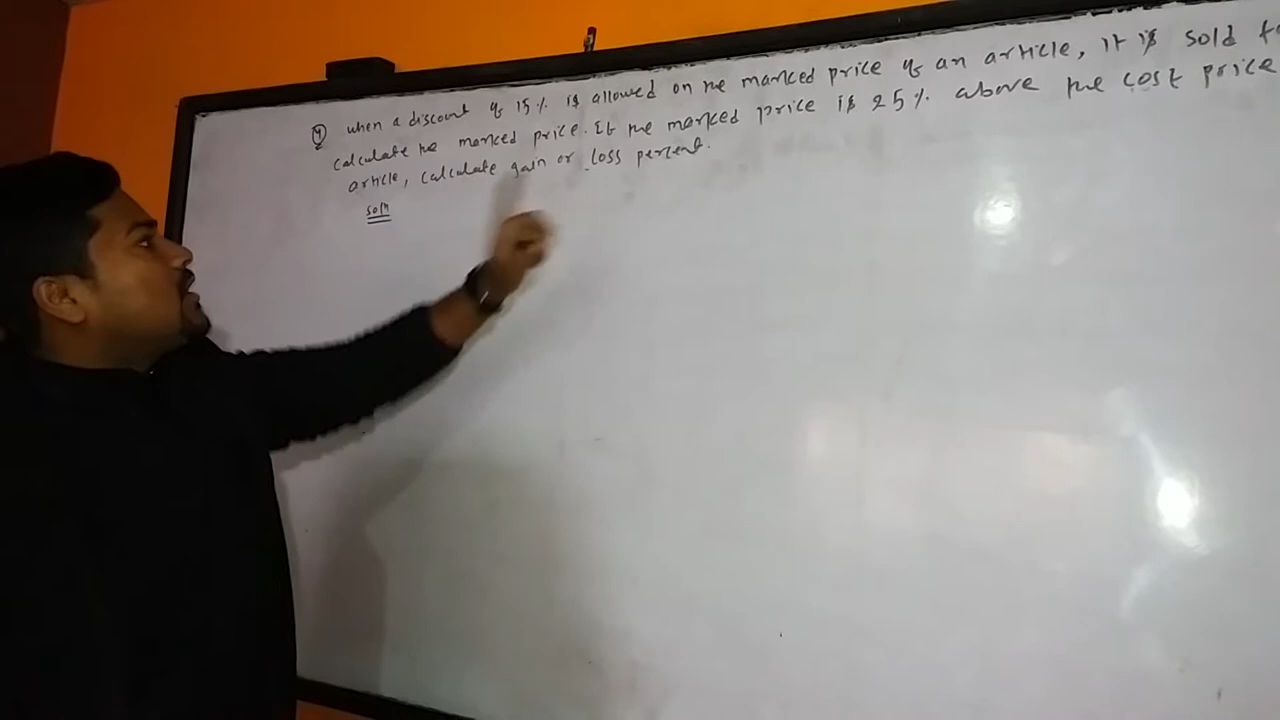 ④ when a discount of 15% is allowed on the marked price of an article, it is sold
calculate the marked price. If the marked price is 25% above the cost price
article, calculate gain or loss percent.
soln